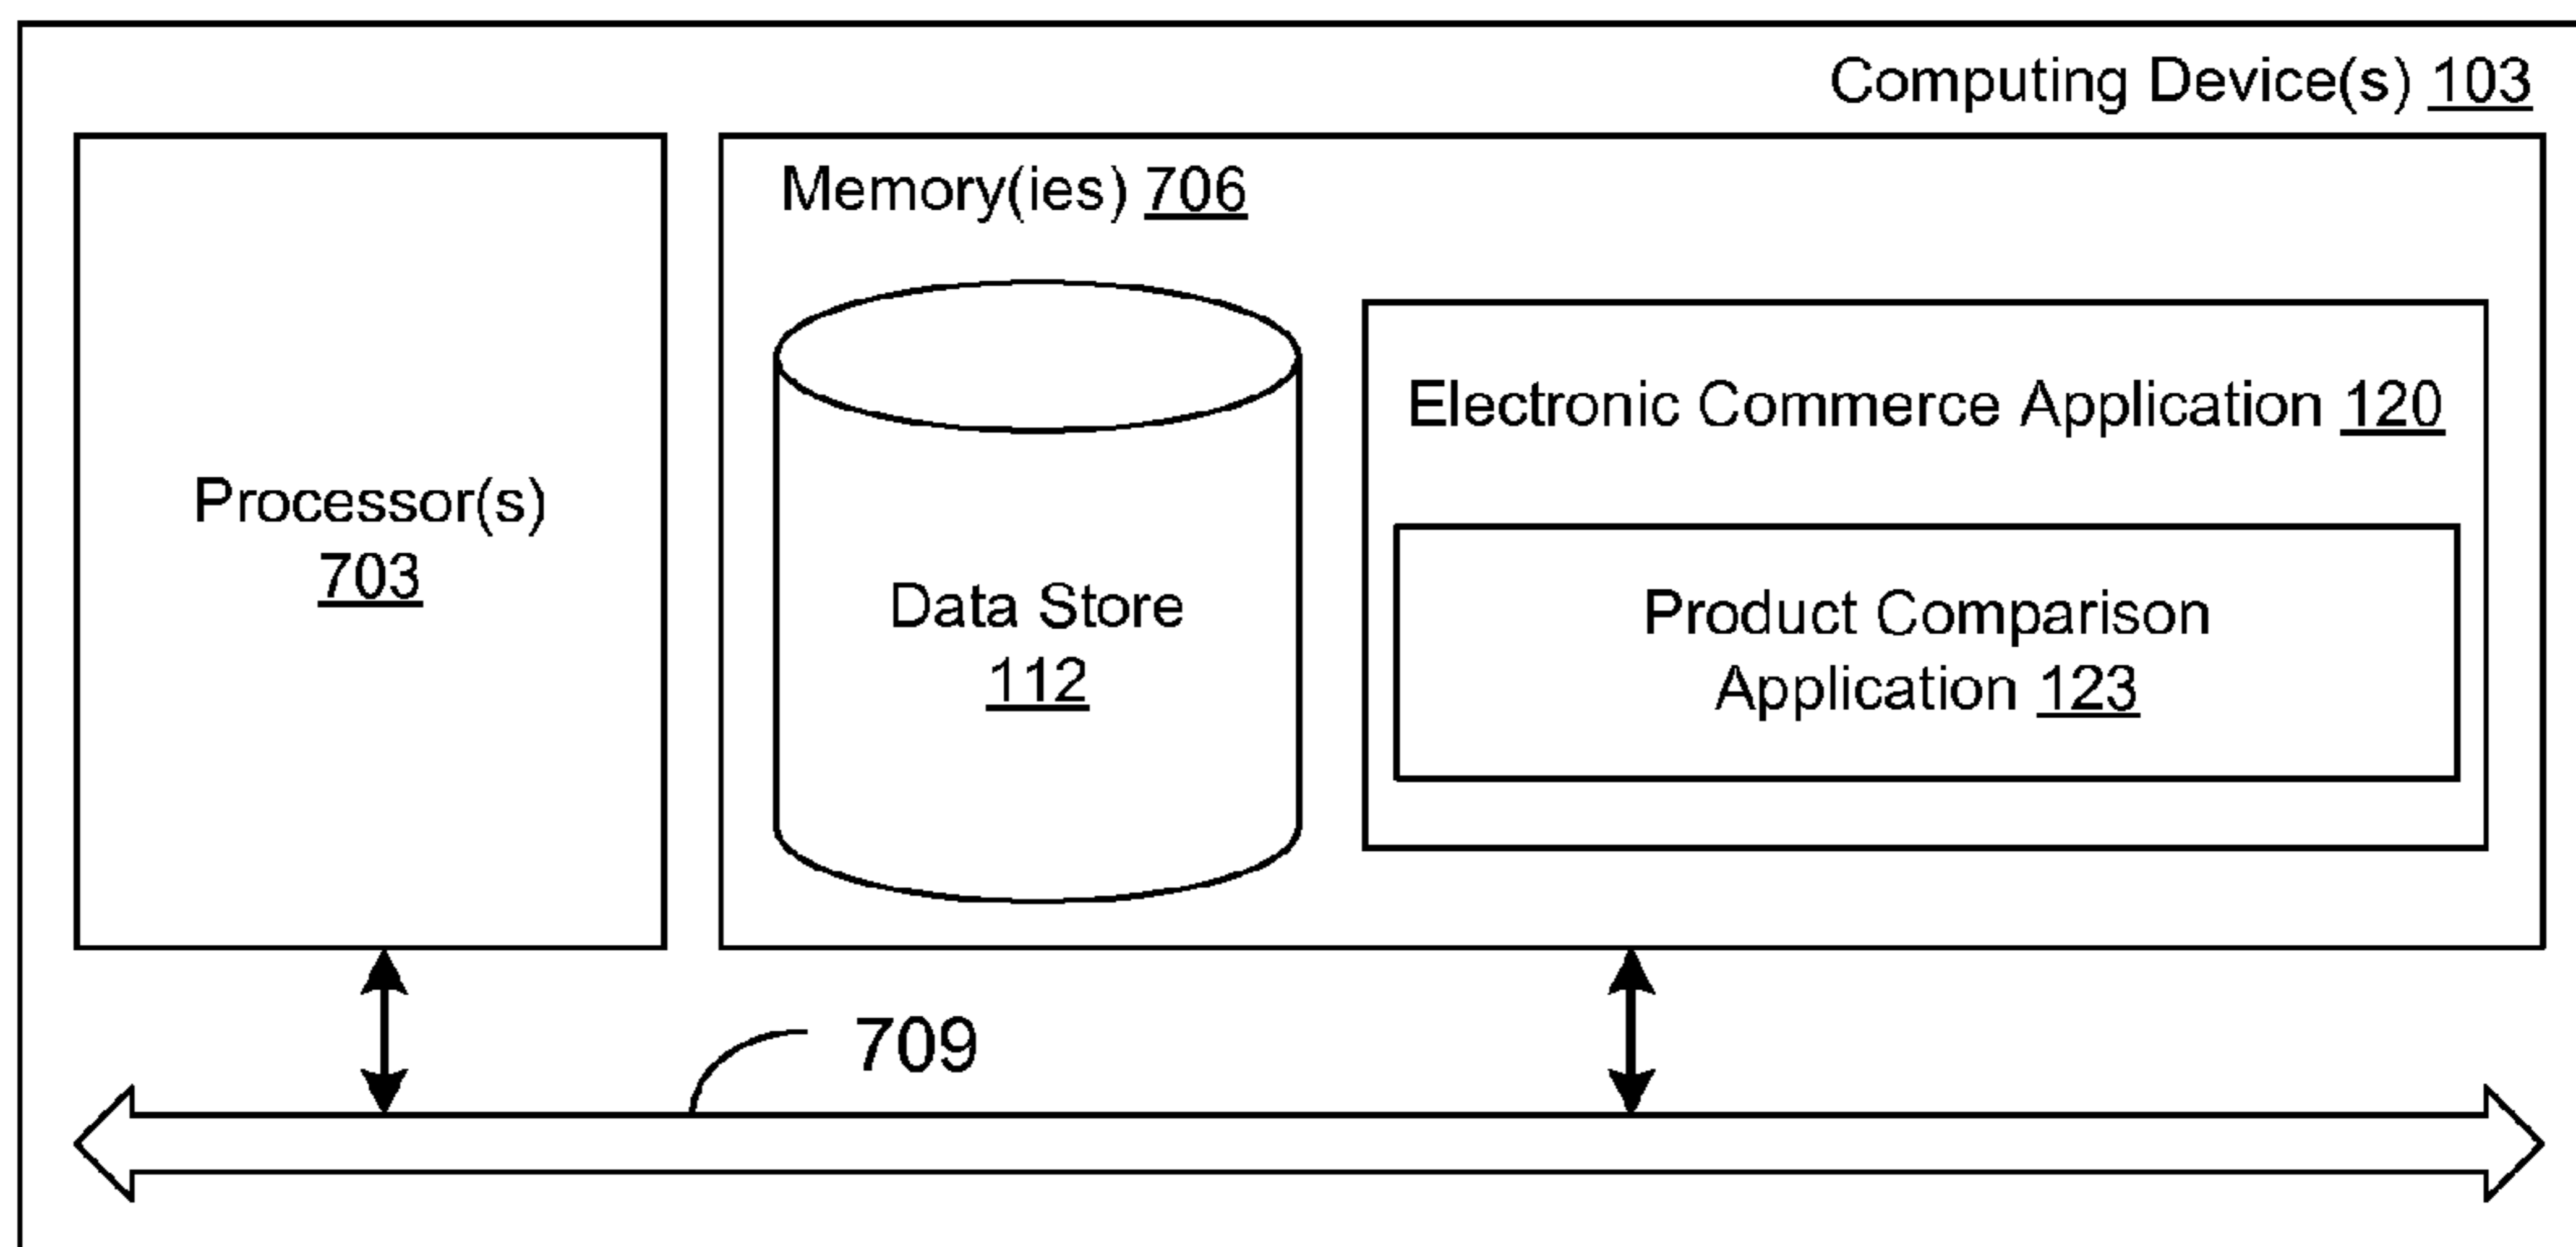 Computing Device(s) 103
Memory(ies) 706
Processor(s)
703
Data Store
112
Electronic Commerce Application 120
Product Comparison
Application 123
709